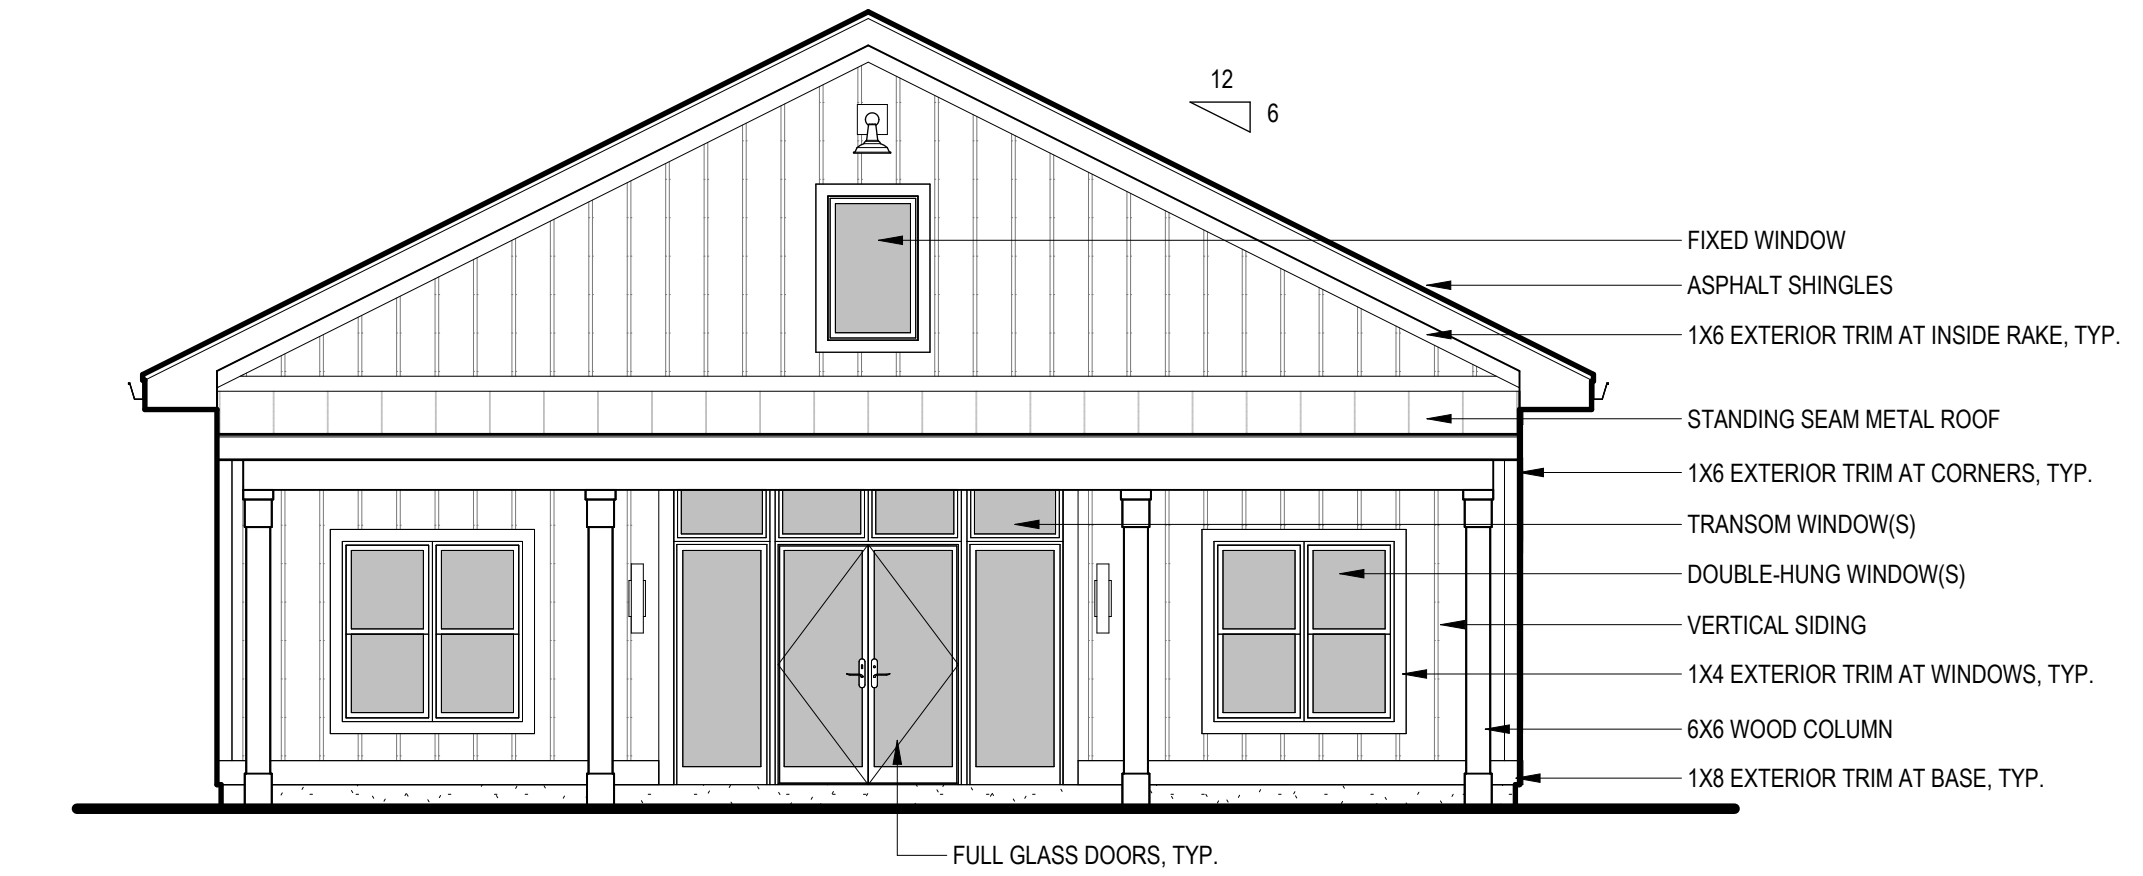 12
6
FIXED WINDOW
ASPHALT SHINGLES
1X6 EXTERIOR TRIM AT INSIDE RAKE, TYP.
STANDING SEAM METAL ROOF
1X6 EXTERIOR TRIM AT CORNERS, TYP.
TRANSOM WINDOW(S)
DOUBLE-HUNG WINDOW(S)
VERTICAL SIDING
1X4 EXTERIOR TRIM AT WINDOWS, TYP.
6X6 WOOD COLUMN
1X8 EXTERIOR TRIM AT BASE, TYP.
FULL GLASS DOORS, TYP.